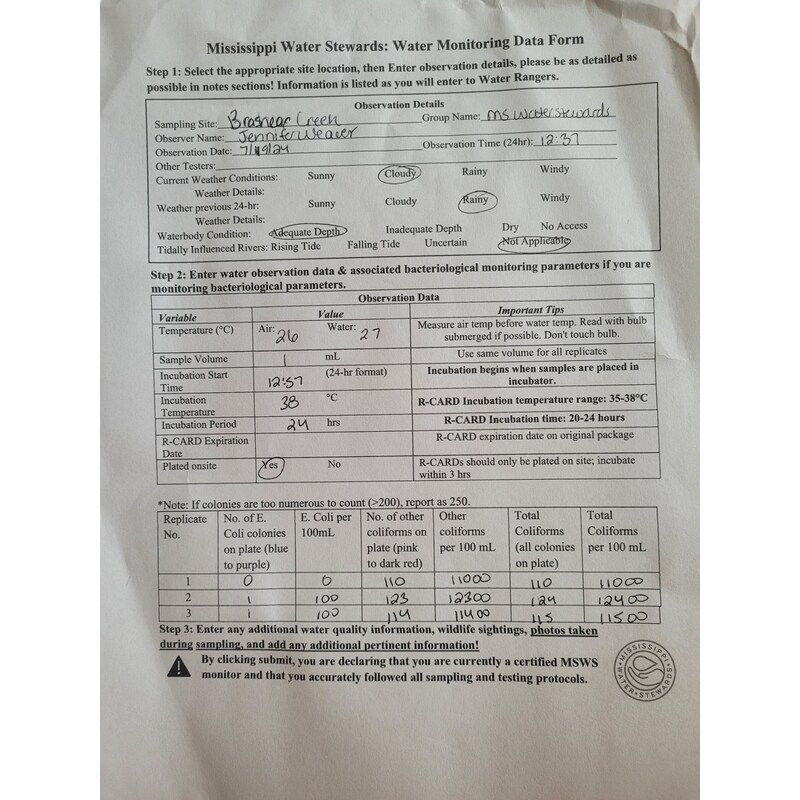 Mississippi Water Stewards: Water Monitoring Data Form
Step 1: Select the appropriate site location, then Enter observation details, please be as detailed as
possible in notes sections! Information is listed as you will enter to Water Rangers.
Observation Details
Sampling Site: Brashear Creek Group Name: MS Water Stewards
Observer Name: Jennifer Weaver
Observation Date: 7/19/24 Observation Time (24hr): 12:37
Other Testers:
Current Weather Conditions: Sunny Cloudy Rainy Windy
Weather Details:
Weather previous 24-hr: Sunny Cloudy Rainy Windy
Weather Details:
Waterbody Condition: Adequate Depth Inadequate Depth Dry No Access
Tidally Influenced Rivers: Rising Tide Falling Tide Uncertain Not Applicable
Step 2: Enter water observation data & associated bacteriological monitoring parameters if you are
monitoring bacteriological parameters.
Observation Data
Variable Value Important Tips
Temperature (°C) Air: 26 Water: 27 Measure air temp before water temp. Read with bulb
submerged if possible. Don't touch bulb.
Sample Volume 1 mL Use same volume for all replicates
Incubation Start Time 12:57 (24-hr format) Incubation begins when samples are placed in
incubator.
Incubation Temperature 38 °C R-CARD Incubation temperature range: 35-38°C
Incubation Period 24 hrs R-CARD Incubation time: 20-24 hours
R-CARD Expiration Date R-CARD expiration date on original package
Plated onsite Yes No R-CARDs should only be plated on site; incubate
within 3 hrs
*Note: If colonies are too numerous to count (>200), report as 250.
Replicate No. of E. E. Coli per No. of other Other Total Total
No. Coli colonies 100mL coliforms on coliforms Coliforms Coliforms
on plate (blue plate (pink per 100 mL (all colonies per 100 mL
to purple) to dark red) on plate)
1 0 0 110 11000 110 11000
2 1 100 123 12300 124 12400
3 1 100 114 11400 115 11500
Step 3: Enter any additional water quality information, wildlife sightings, photos taken
during sampling, and add any additional pertinent information!
By clicking submit, you are declaring that you are currently a certified MSWS
monitor and that you accurately followed all sampling and testing protocols.
MISSISSIPPI
WATER STEWARDS